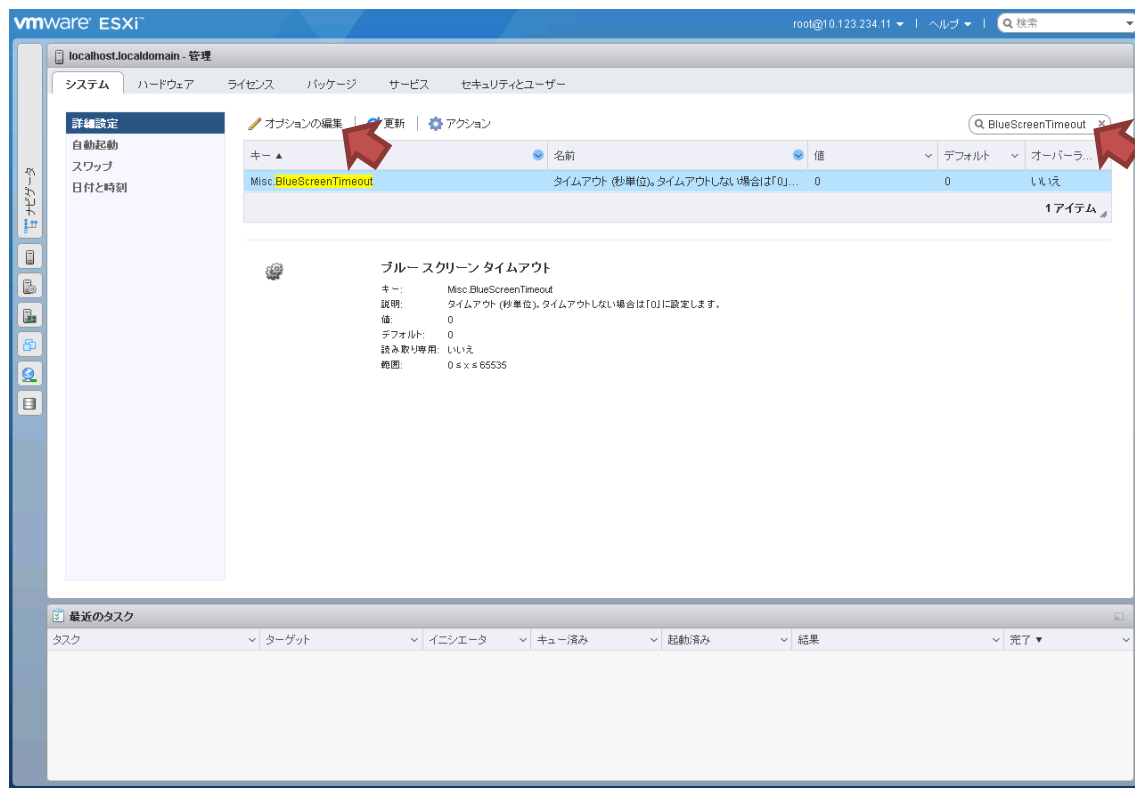 vmware ESXi™
root@10.123.234.11 | ヘルプ | 検索
localhost.localdomain - 管理
システム ハードウェア ライセンス パッケージ サービス セキュリティとユーザー
詳細設定
自動起動
スワップ
日付と時刻
ナビゲータ
オプションの編集 | 更新 | アクション
BlueScreenTimeout ×
キー 名前 値 デフォルト オーバーラ...
Misc.BlueScreenTimeout タイムアウト (秒単位)。タイムアウトしない場合は「0」... 0 0 いいえ
1 アイテム
ブルー スクリーン タイムアウト
キー: Misc.BlueScreenTimeout
説明: タイムアウト (秒単位)。タイムアウトしない場合は「0」に設定します。
値: 0
デフォルト: 0
読み取り専用: いいえ
範囲: 0 ≤ x ≤ 65535
最近のタスク
タスク ターゲット イニシエータ キュー済み 起動済み 結果 完了